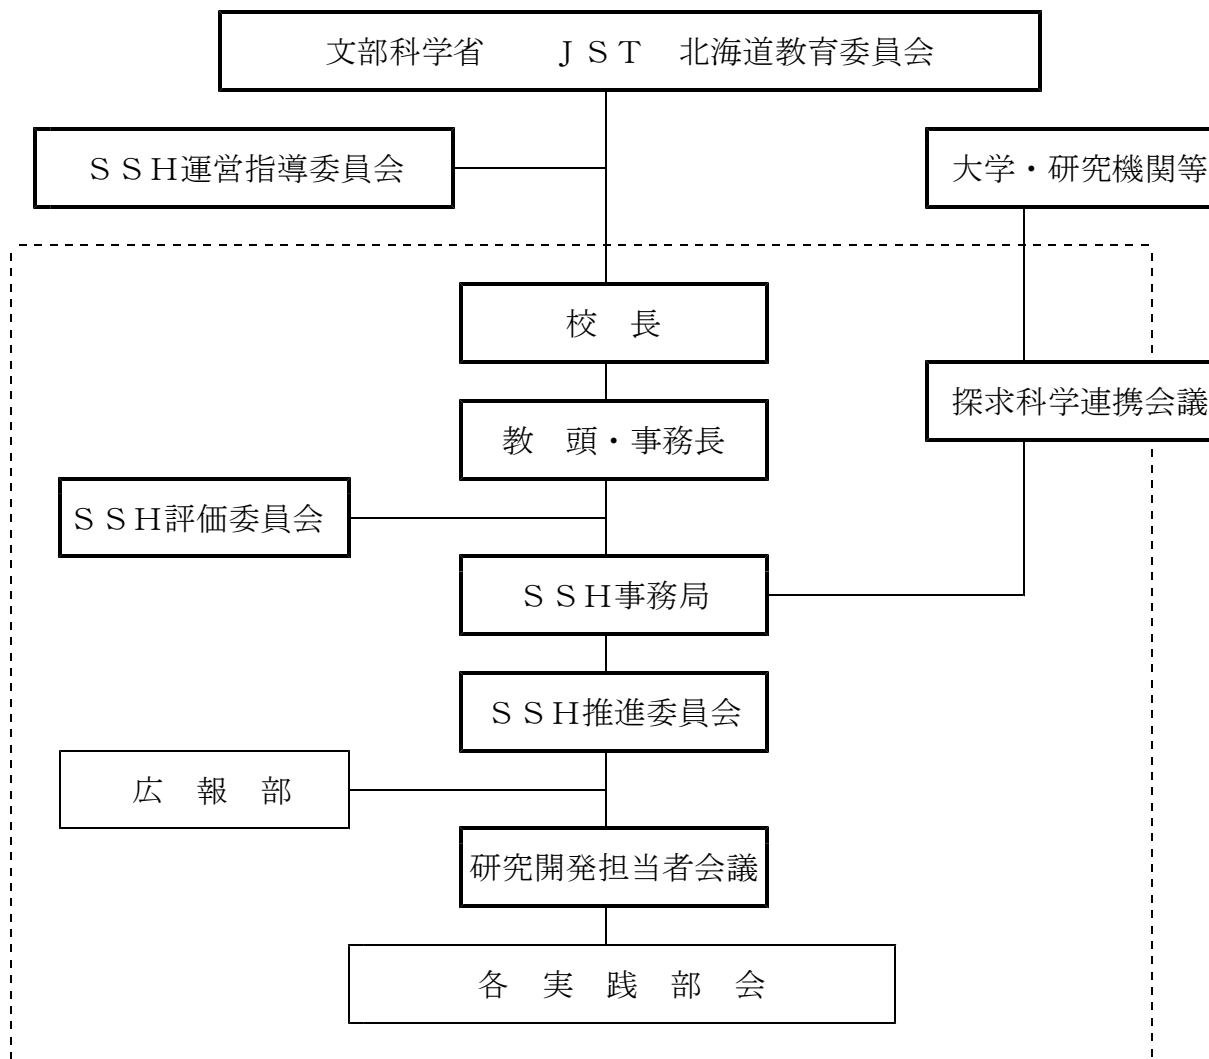 文部科学省　　ＪＳＴ　北海道教育委員会
ＳＳＨ運営指導委員会
大学・研究機関等
校　長
探求科学連携会議
教　頭・事務長
ＳＳＨ評価委員会
ＳＳＨ事務局
ＳＳＨ推進委員会
広　報　部
研究開発担当者会議
各　実　践　部　会